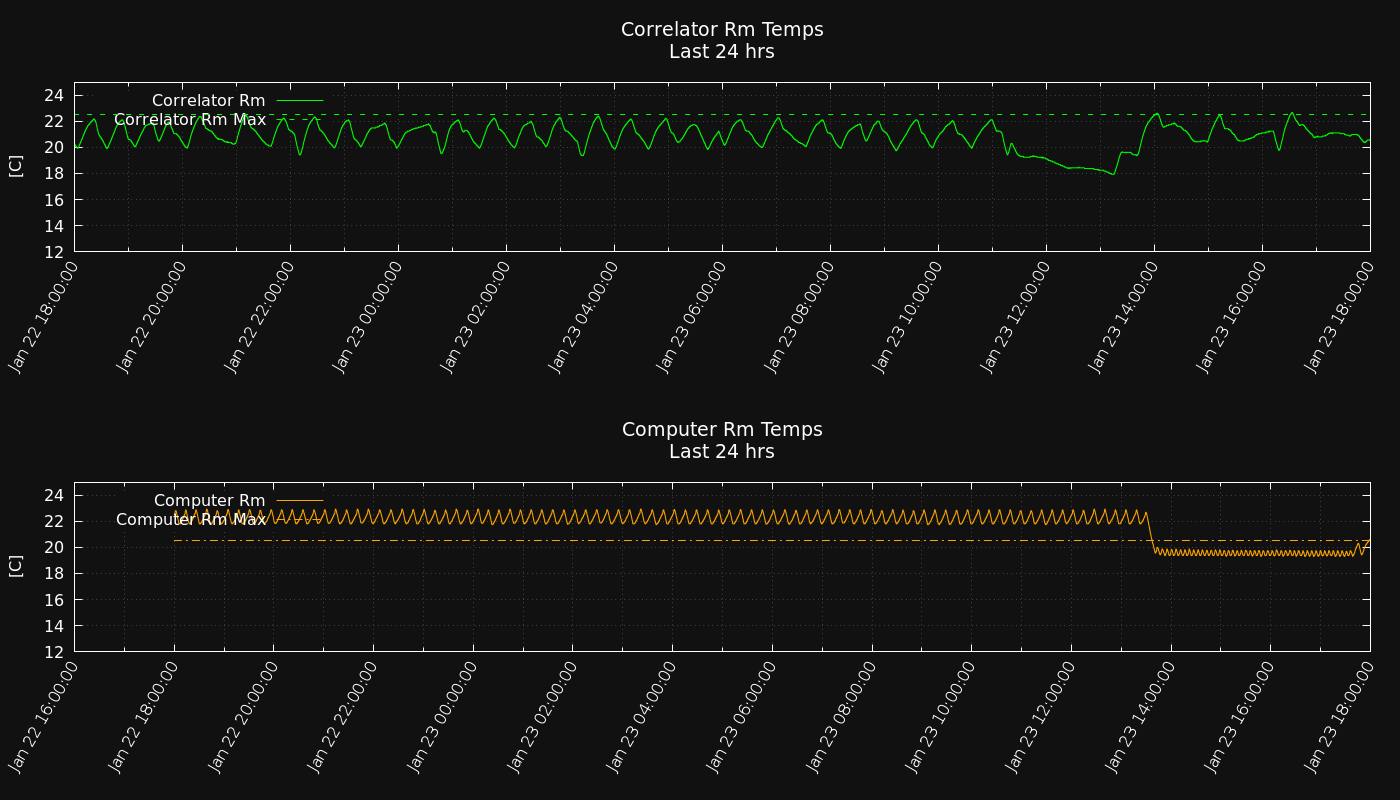 Correlator Rm Temps
Last 24 hrs
Correlator Rm
Correlator Rm Max
[C]
24
22
20
18
16
14
12
Jan 22 18:00:00
Jan 22 20:00:00
Jan 22 22:00:00
Jan 23 00:00:00
Jan 23 02:00:00
Jan 23 04:00:00
Jan 23 06:00:00
Jan 23 08:00:00
Jan 23 10:00:00
Jan 23 12:00:00
Jan 23 14:00:00
Jan 23 16:00:00
Jan 23 18:00:00
Computer Rm Temps
Last 24 hrs
Computer Rm
Computer Rm Max
[C]
24
22
20
18
16
14
12
Jan 22 16:00:00
Jan 22 18:00:00
Jan 22 20:00:00
Jan 22 22:00:00
Jan 23 00:00:00
Jan 23 02:00:00
Jan 23 04:00:00
Jan 23 06:00:00
Jan 23 08:00:00
Jan 23 10:00:00
Jan 23 12:00:00
Jan 23 14:00:00
Jan 23 16:00:00
Jan 23 18:00:00